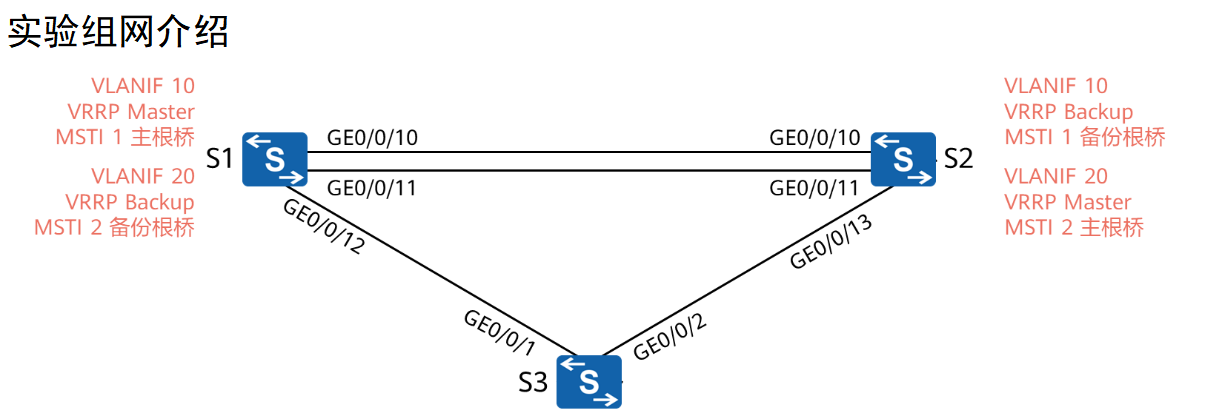 实验组网介绍
VLANIF 10
VRRP Master
MSTI 1 主根桥
VLANIF 20
VRRP Backup
MSTI 2 备份根桥
S1
S
GE0/0/10
GE0/0/11
GE0/0/12
GE0/0/10
GE0/0/11
GE0/0/13
S
S2
VLANIF 10
VRRP Backup
MSTI 1 备份根桥
VLANIF 20
VRRP Master
MSTI 2 主根桥
GE0/0/1
GE0/0/2
S3
S